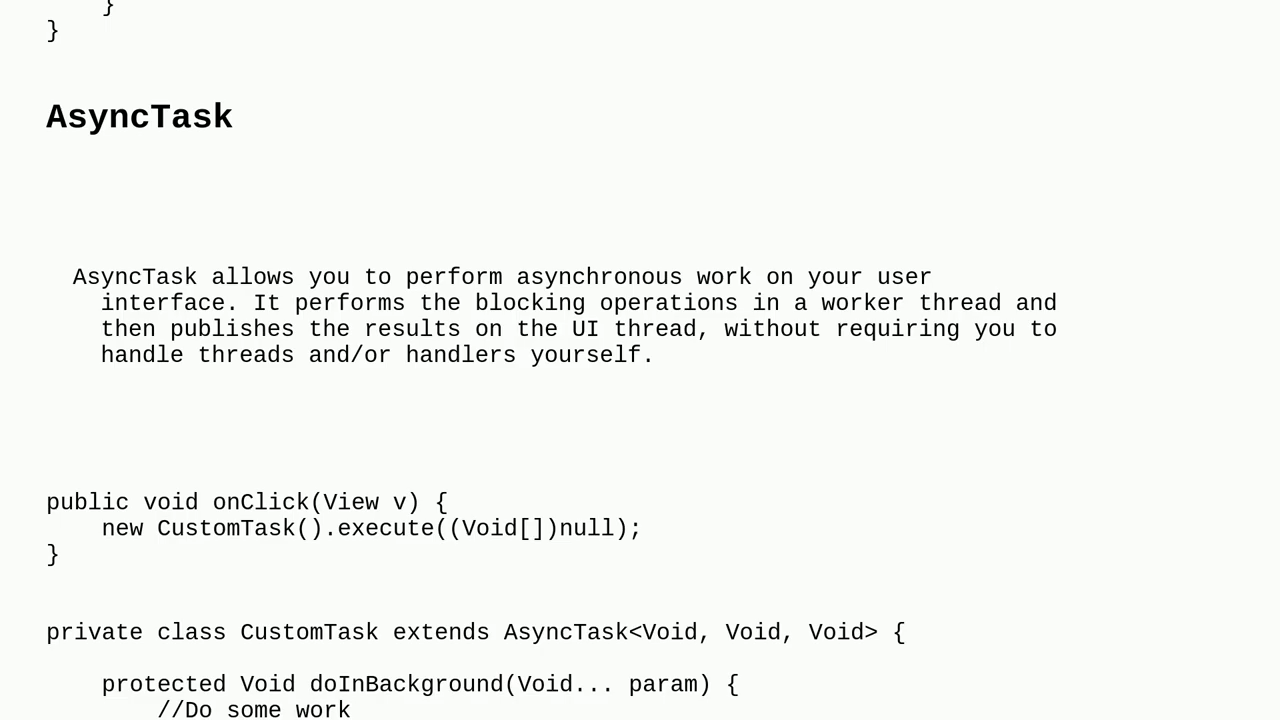 }
}
AsyncTask
AsyncTask allows you to perform asynchronous work on your user
interface. It performs the blocking operations in a worker thread and
then publishes the results on the UI thread, without requiring you to
handle threads and/or handlers yourself.
public void onClick(View v) {
    new CustomTask().execute((Void[])null);
}
private class CustomTask extends AsyncTask<Void, Void, Void> {
    protected Void doInBackground(Void... param) {
        //Do some work